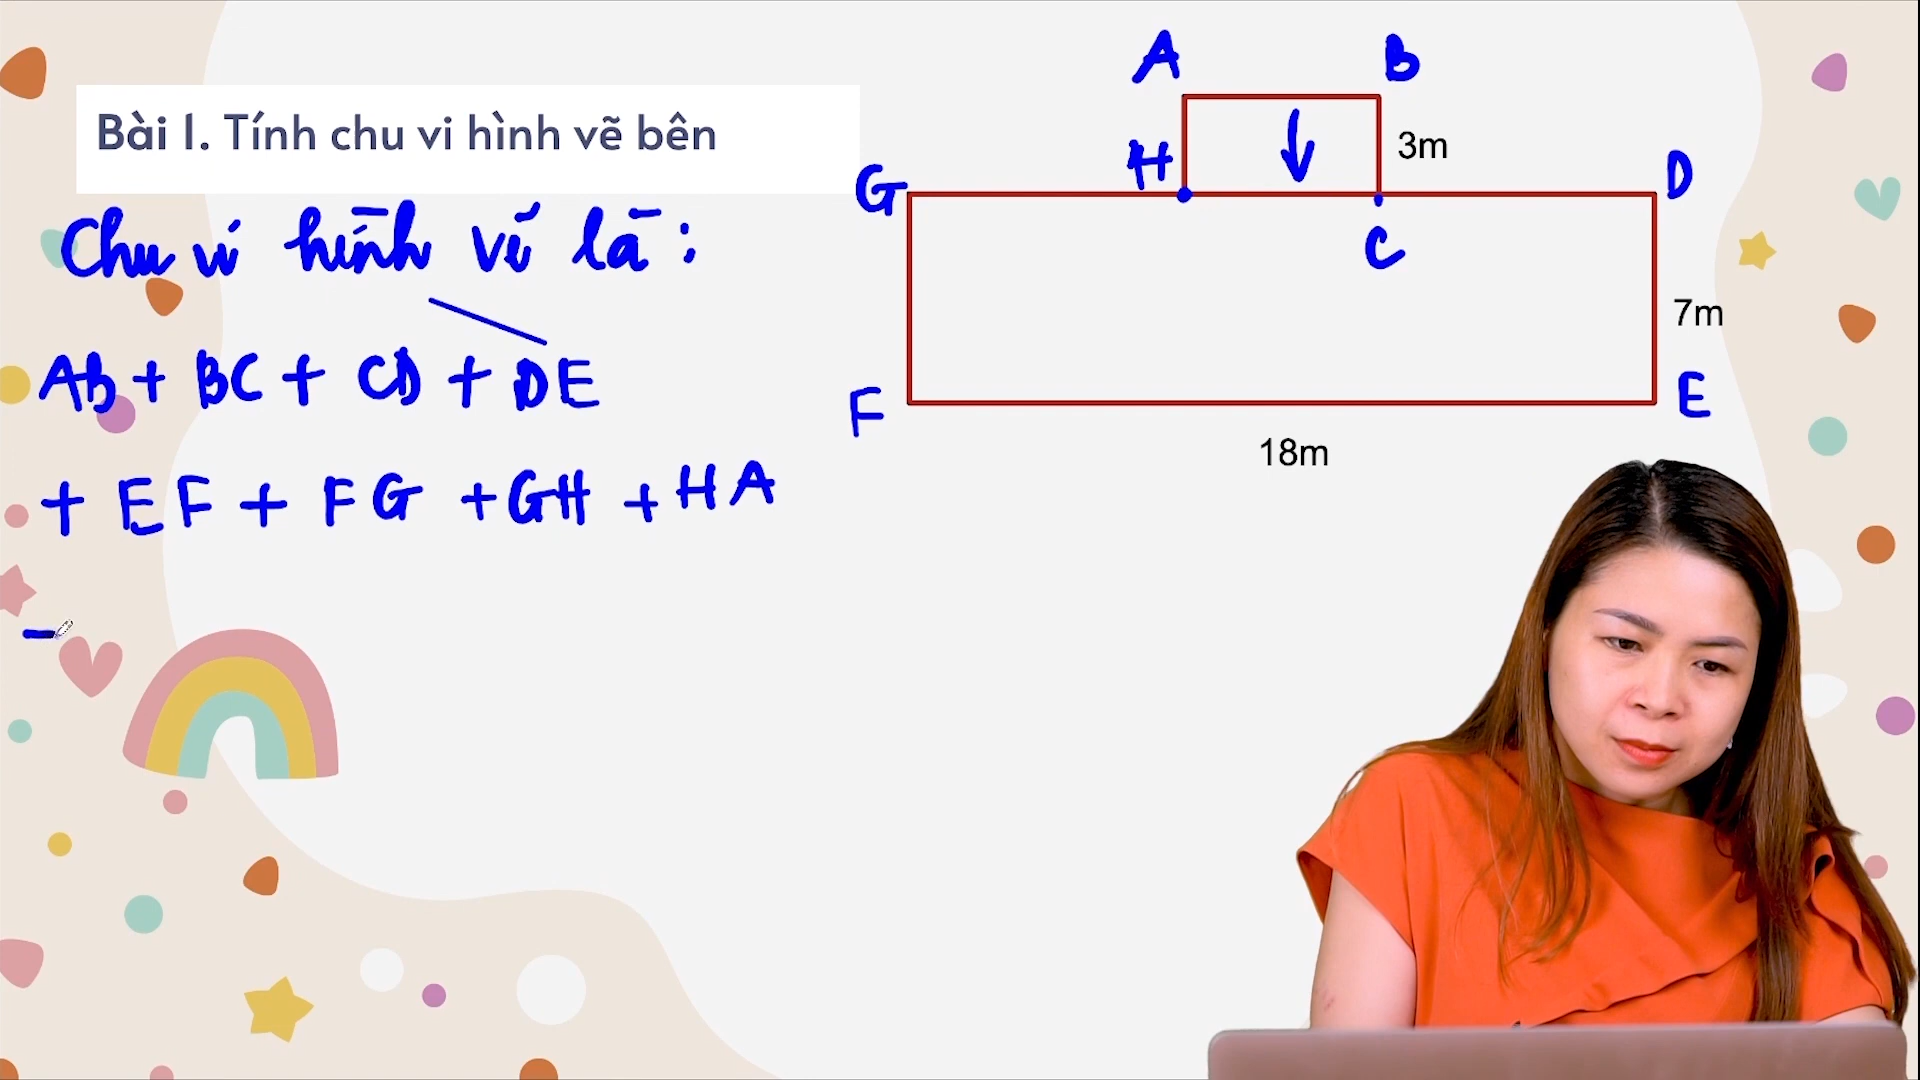 Bài 1. Tính chu vi hình vẽ bên
Chu vi hình vẽ là:
AB + BC + CD + DE
+ EF + FG + GH + HA
A
B
3m
H
G
D
C
7m
F
E
18m